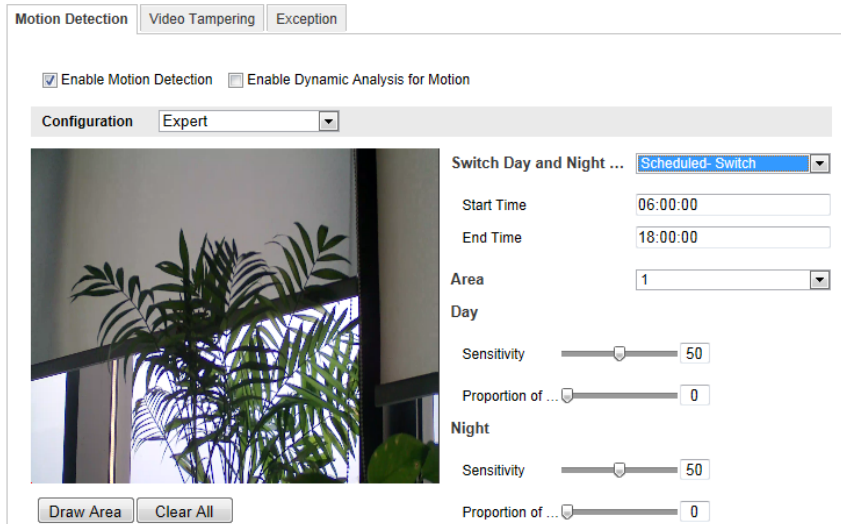 Motion Detection Video Tampering Exception
Enable Motion Detection Enable Dynamic Analysis for Motion
Configuration Expert
Switch Day and Night ... Scheduled- Switch
Start Time 06:00:00
End Time 18:00:00
Area 1
Day
Sensitivity 50
Proportion of ... 0
Night
Sensitivity 50
Proportion of ... 0
Draw Area Clear All